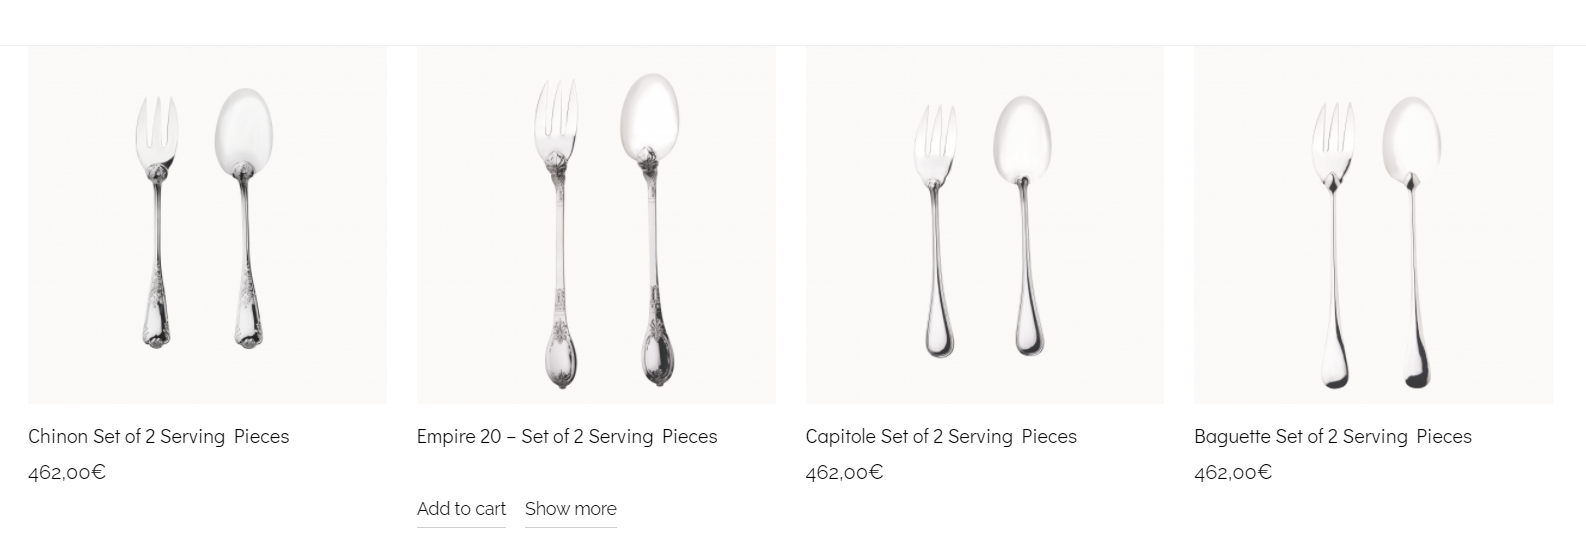 Chinon Set of 2 Serving Pieces
462,00€
Empire 20 – Set of 2 Serving Pieces
Add to cart Show more
Capitole Set of 2 Serving Pieces
462,00€
Baguette Set of 2 Serving Pieces
462,00€